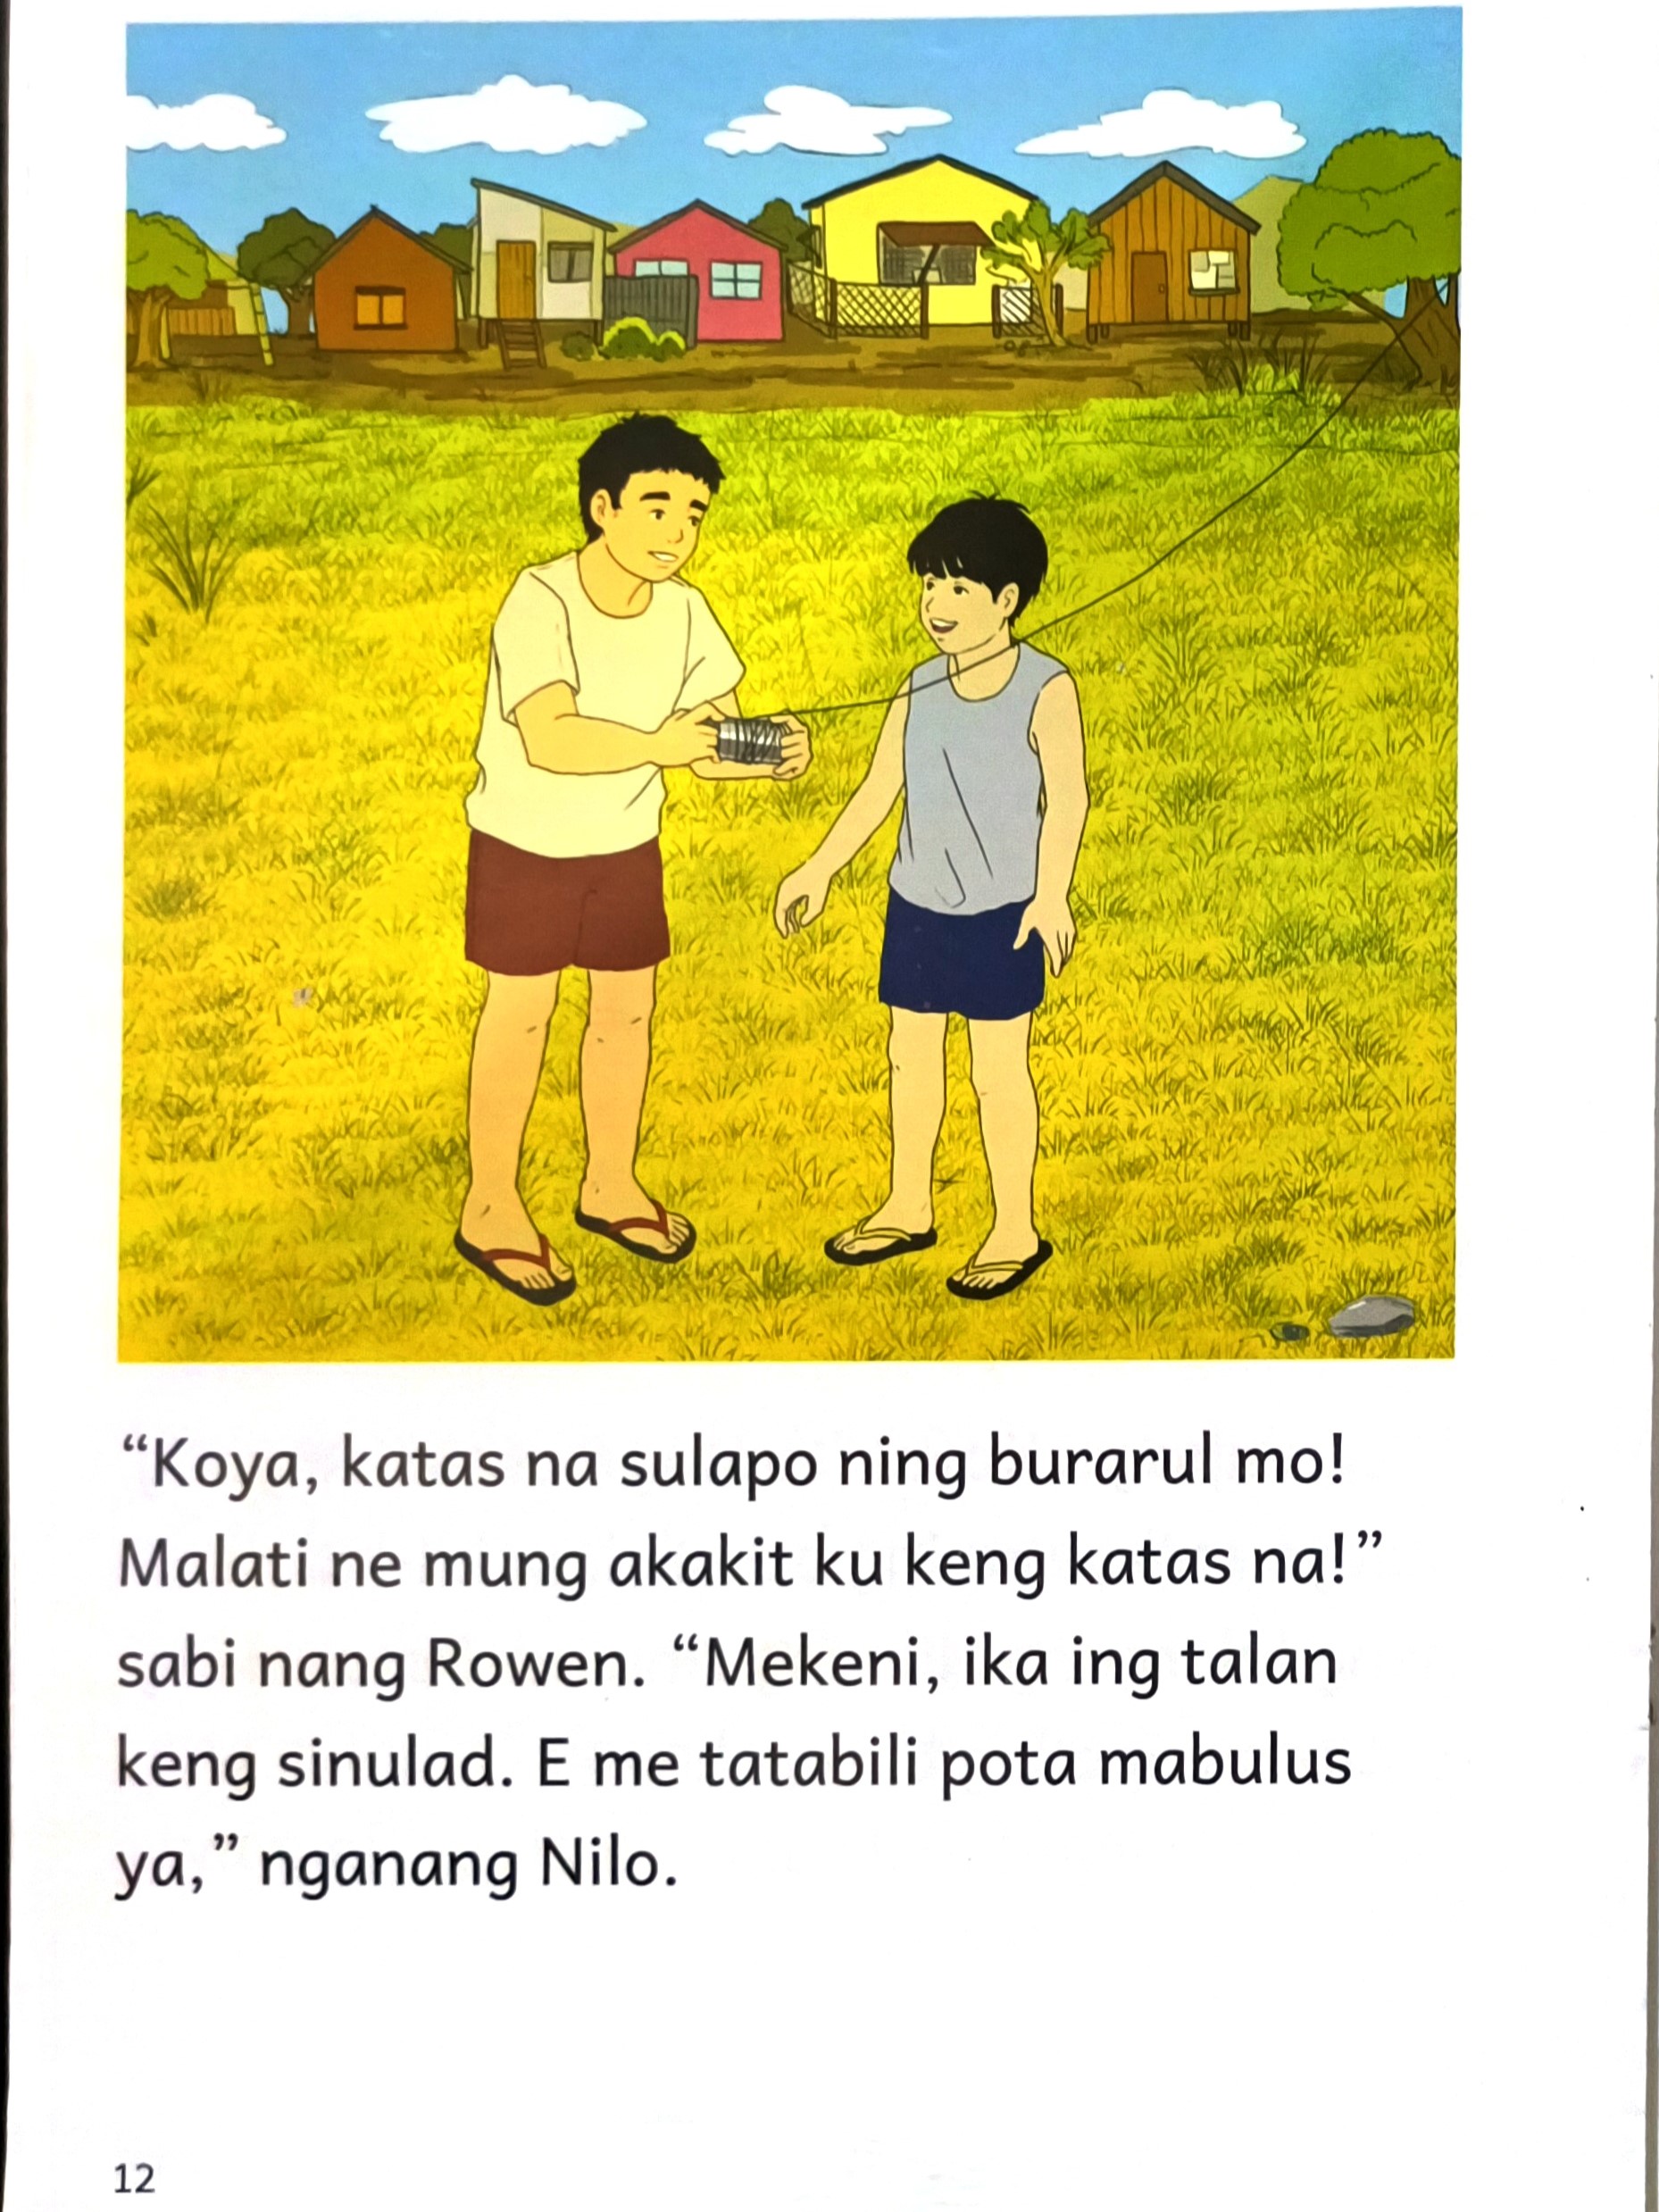 “Koya, katas na sulapo ning burarul mo!
Malati ne mung akakit ku keng katas na!”
sabi nang Rowen. “Mekeni, ika ing talan
keng sinulad. E me tatabili pota mabulus
ya,” nganang Nilo.
12